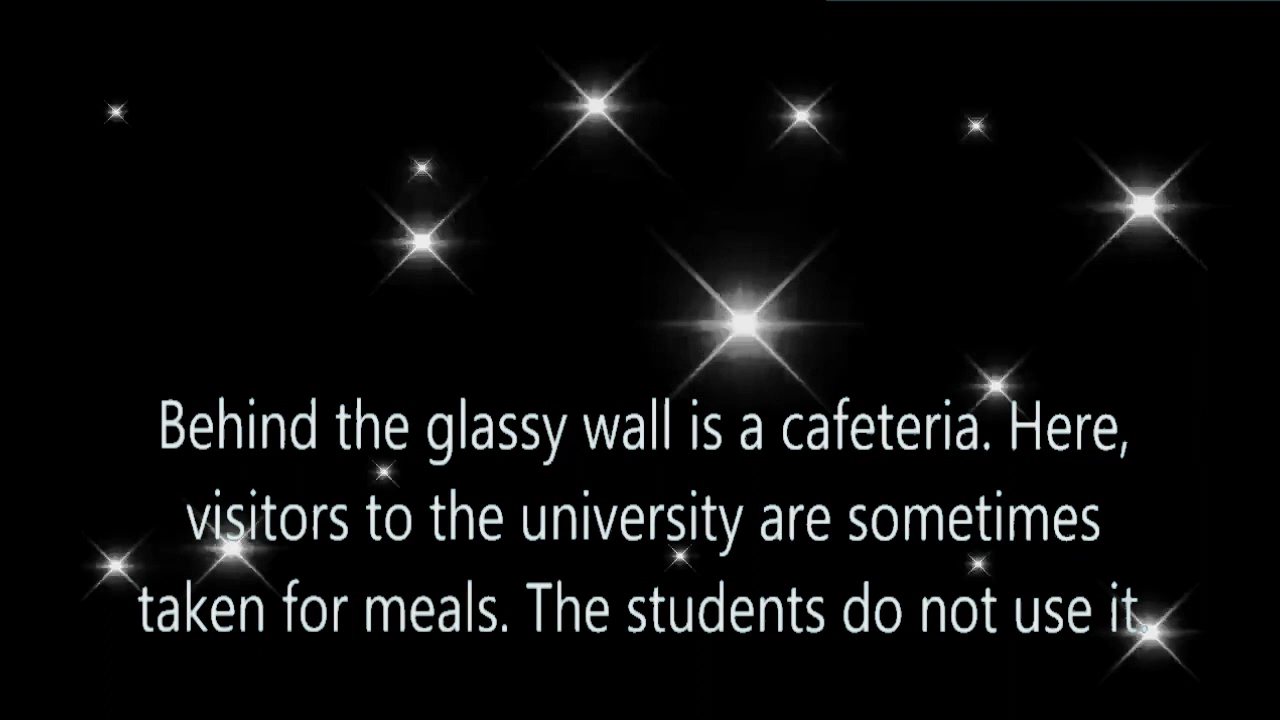 Behind the glassy wall is a cafeteria. Here,
visitors to the university are sometimes
taken for meals. The students do not use it.